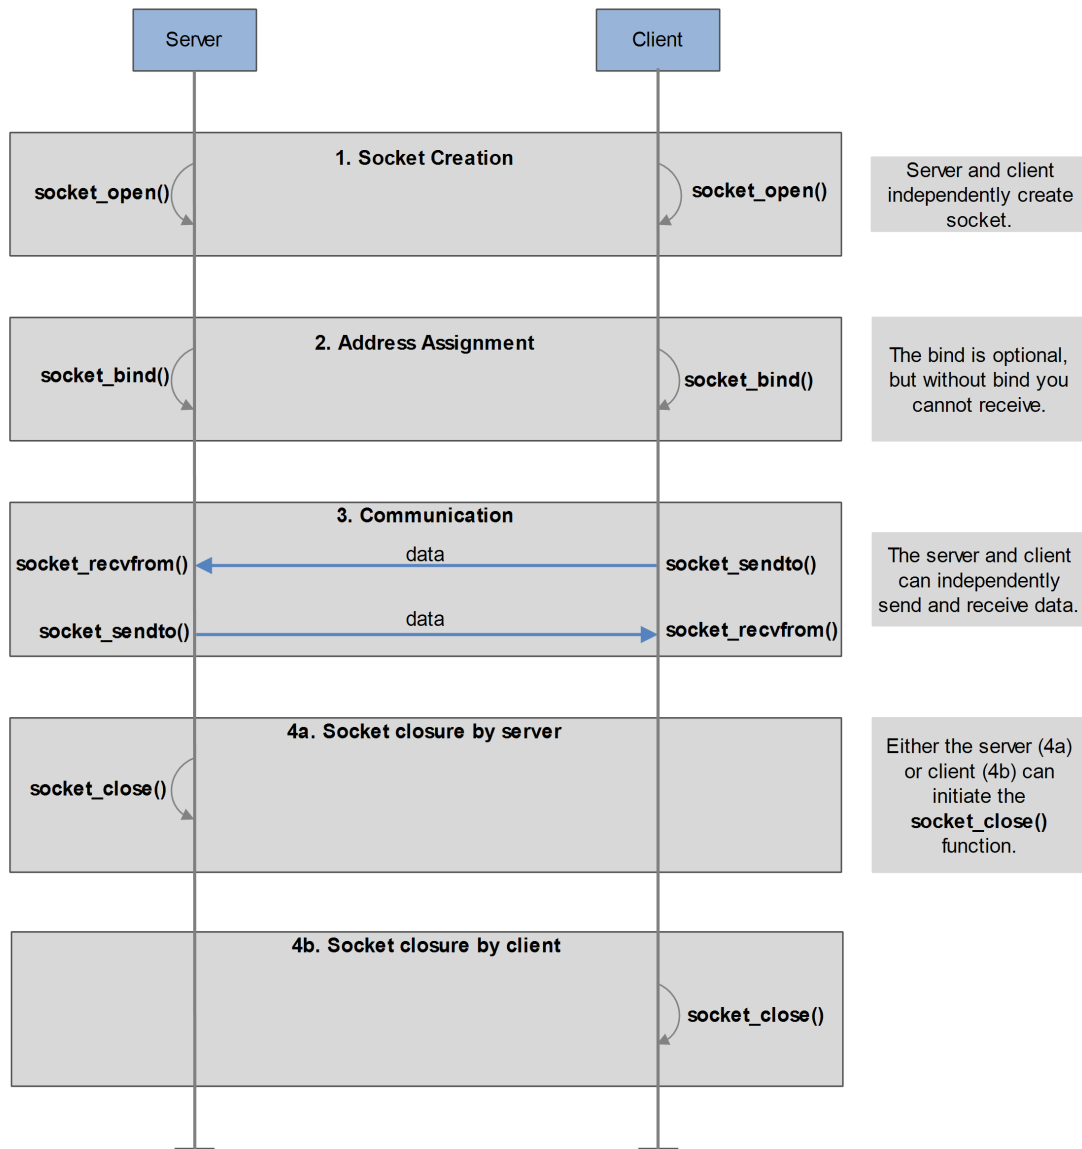 Server
Client
1. Socket Creation
socket_open()
socket_open()
Server and client
independently create
socket.
2. Address Assignment
socket_bind()
socket_bind()
The bind is optional,
but without bind you
cannot receive.
3. Communication
socket_recvfrom()
data
socket_sendto()
socket_sendto()
data
socket_recvfrom()
The server and client
can independently
send and receive data.
4a. Socket closure by server
socket_close()
Either the server (4a)
or client (4b) can
initiate the
socket_close()
function.
4b. Socket closure by client
socket_close()